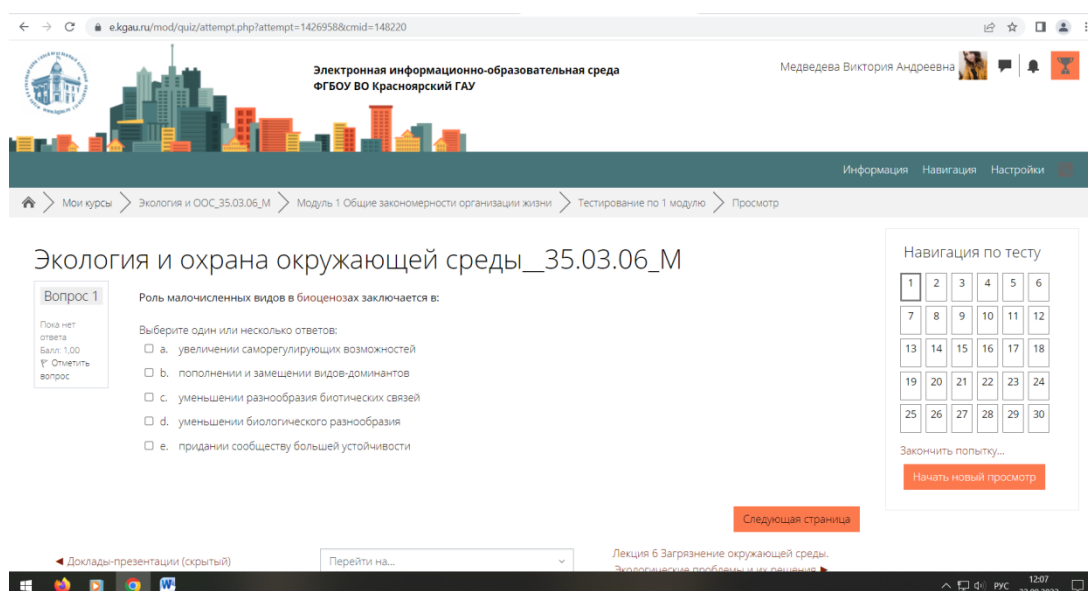 e.kgau.ru/mod/quiz/attempt.php?attempt=1426958&cmid=148220
Электронная информационно-образовательная среда
ФГБОУ ВО Красноярский ГАУ
Медведева Виктория Андреевна
Информация Навигация Настройки
Мои курсы Экология и ООС_35.03.06_М Модуль 1 Общие закономерности организации жизни Тестирование по 1 модулю Просмотр
Экология и охрана окружающей среды__35.03.06_М
Вопрос 1
Пока нет
ответа
Балл: 1,00
Отметить
вопрос
Роль малочисленных видов в биоценозах заключается в:
Выберите один или несколько ответов:
a. увеличении саморегулирующих возможностей
b. пополнении и замещении видов-доминантов
c. уменьшении разнообразия биотических связей
d. уменьшении биологического разнообразия
e. придании сообществу большей устойчивости
Навигация по тесту
1 2 3 4 5 6
7 8 9 10 11 12
13 14 15 16 17 18
19 20 21 22 23 24
25 26 27 28 29 30
Закончить попытку...
Начать новый просмотр
Следующая страница
◄ Доклады-презентации (скрытый)
Перейти на...
Лекция 6 Загрязнение окружающей среды.
Экологические проблемы и их решения ►
РУС
12:07